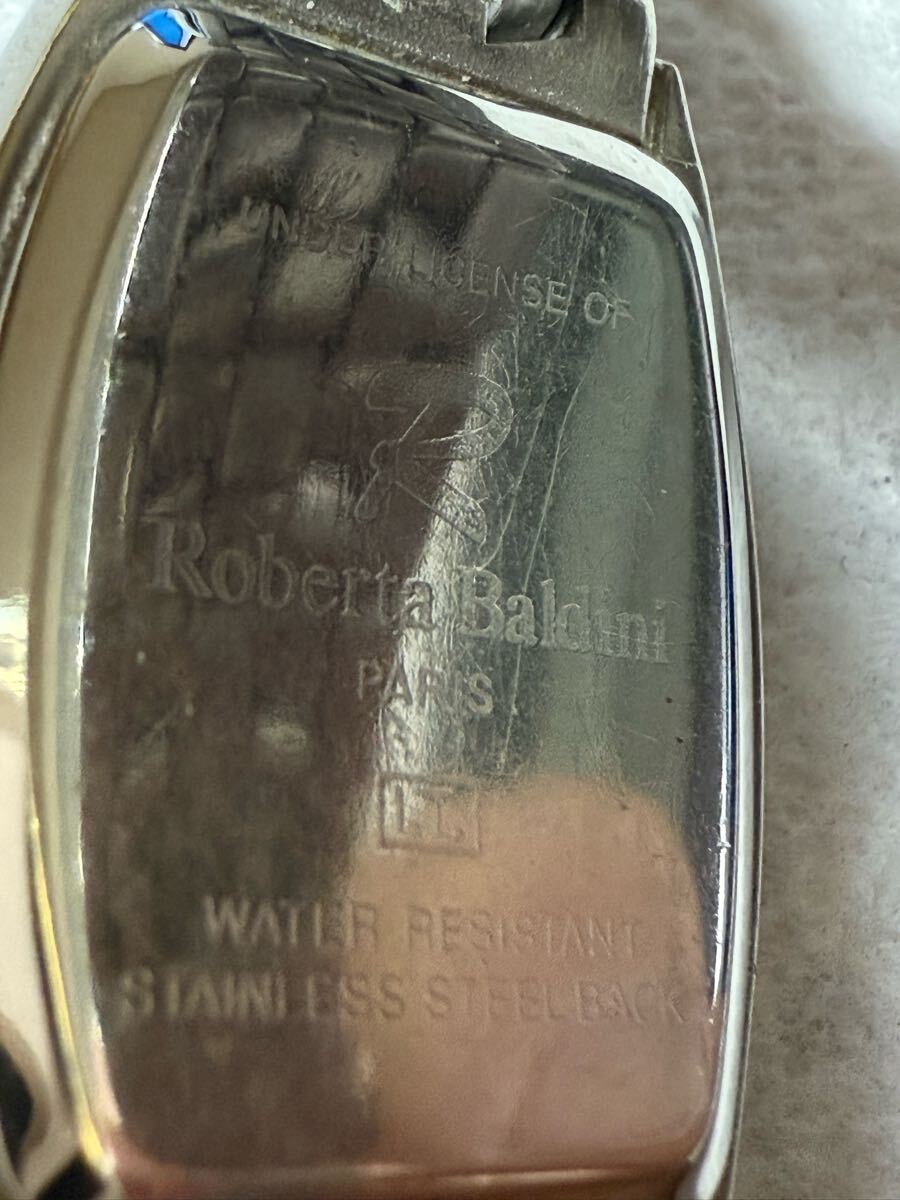 UNDER LICENSE OF
Roberta Baldini
PARIS
WATER RESISTANT
STAINLESS STEEL BACK